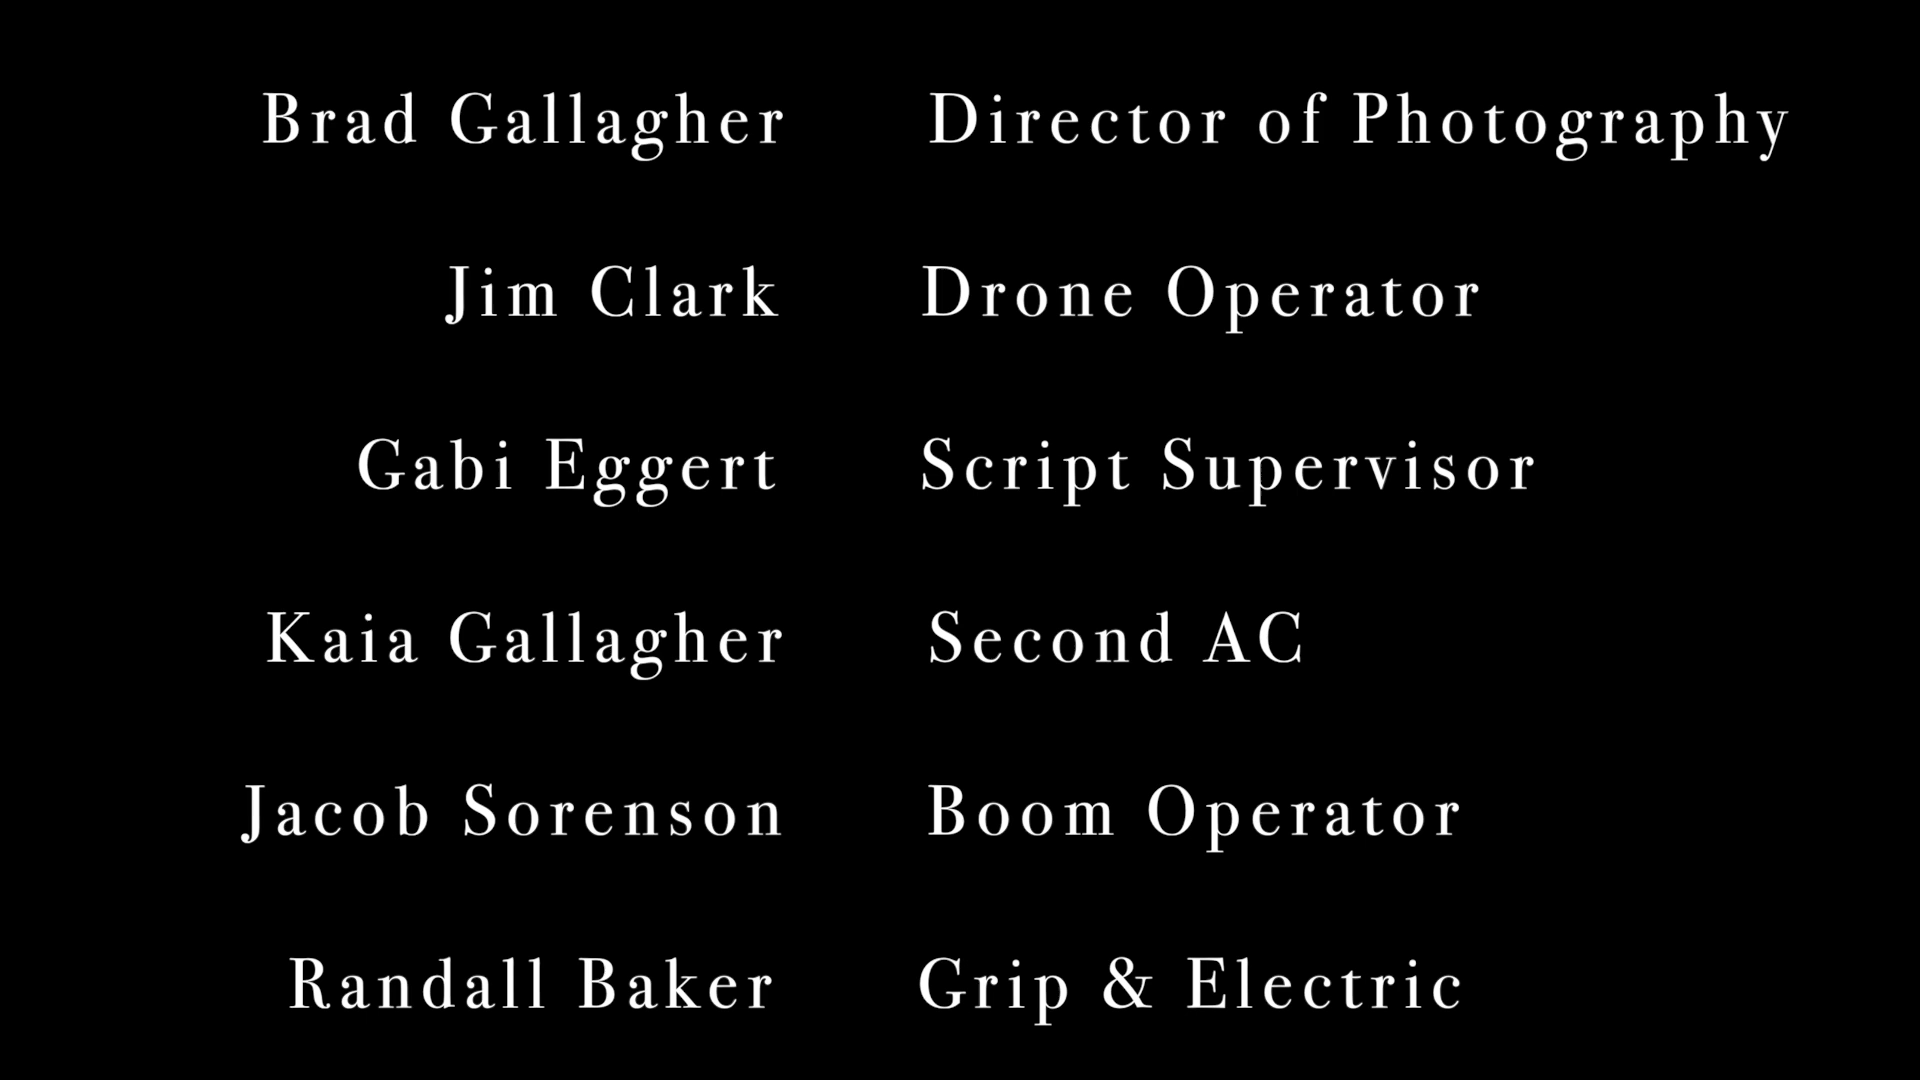 Brad Gallagher Director of Photography
Jim Clark Drone Operator
Gabi Eggert Script Supervisor
Kaia Gallagher Second AC
Jacob Sorenson Boom Operator
Randall Baker Grip & Electric